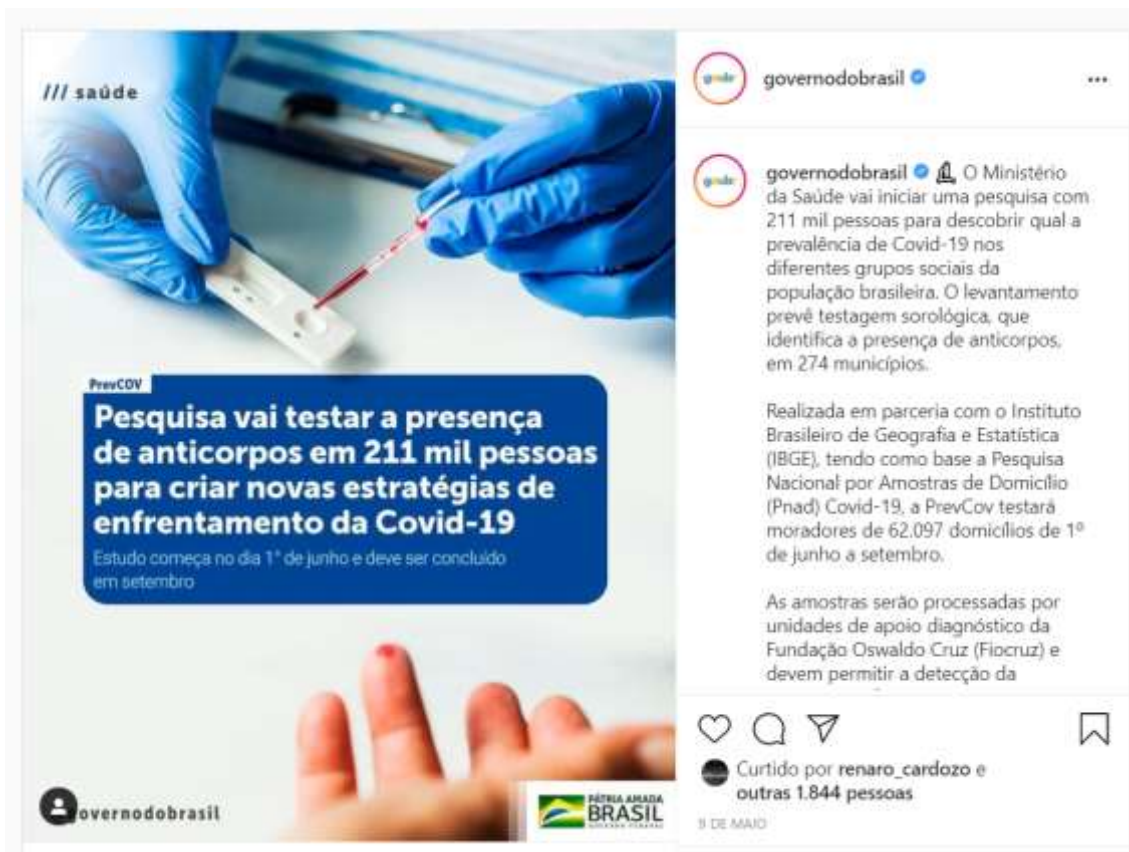 /// saúde
PrevCOV
Pesquisa vai testar a presença
de anticorpos em 211 mil pessoas
para criar novas estratégias de
enfrentamento da Covid-19
Estudo começa no dia 1° de junho e deve ser concluído
em setembro
governodobrasil
PÁTRIA AMADA
BRASIL
GOVERNO FEDERAL
governodobrasil
governodobrasil O Ministério
da Saúde vai iniciar uma pesquisa com
211 mil pessoas para descobrir qual a
prevalência de Covid-19 nos
diferentes grupos sociais da
população brasileira. O levantamento
prevê testagem sorológica, que
identifica a presença de anticorpos,
em 274 municípios.
Realizada em parceria com o Instituto
Brasileiro de Geografia e Estatística
(IBGE), tendo como base a Pesquisa
Nacional por Amostras de Domicílio
(Pnad) Covid-19, a PrevCov testará
moradores de 62.097 domicílios de 1º
de junho a setembro.
As amostras serão processadas por
unidades de apoio diagnóstico da
Fundação Oswaldo Cruz (Fiocruz) e
devem permitir a detecção da
Curtido por renaro_cardozo e
outras 1.844 pessoas
DE MAIO